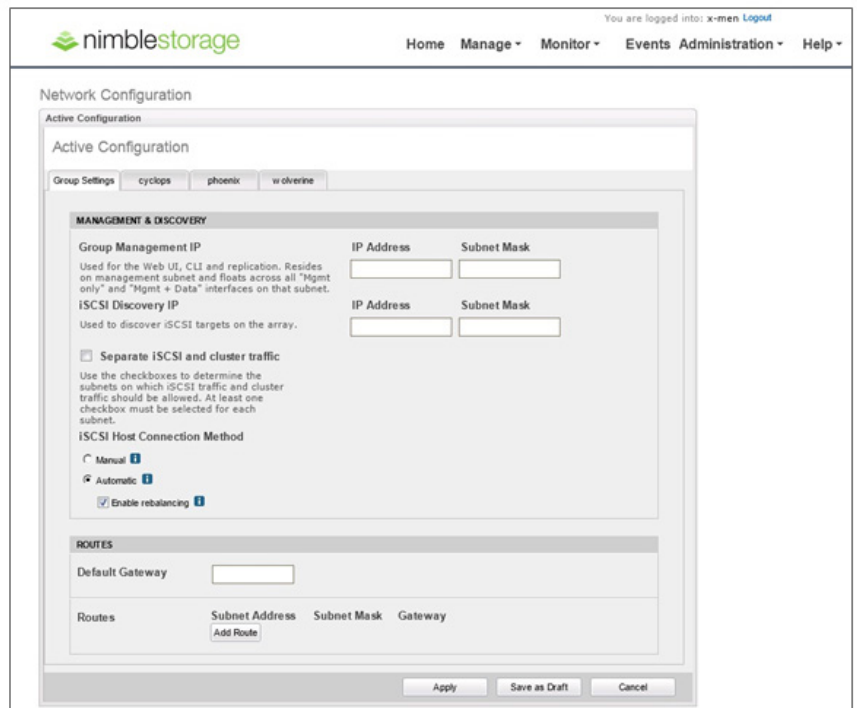 You are logged into: x-men Logout
nimblestorage
Home Manage Monitor Events Administration Help
Network Configuration
Active Configuration
Active Configuration
Group Settings cyclops phoenix wolverine
MANAGEMENT & DISCOVERY
Group Management IP IP Address Subnet Mask
Used for the Web UI, CLI and replication. Resides
on management subnet and floats across all "Mgmt
only" and "Mgmt + Data" interfaces on that subnet.
iSCSI Discovery IP IP Address Subnet Mask
Used to discover iSCSI targets on the array.
Separate iSCSI and cluster traffic
Use the checkboxes to determine the
subnets on which iSCSI traffic and cluster
traffic should be allowed. At least one
checkbox must be selected for each
subnet.
iSCSI Host Connection Method
Manual i
Automatic i
Enable rebalancing i
ROUTES
Default Gateway
Routes Subnet Address Subnet Mask Gateway
Add Route
Apply Save as Draft Cancel